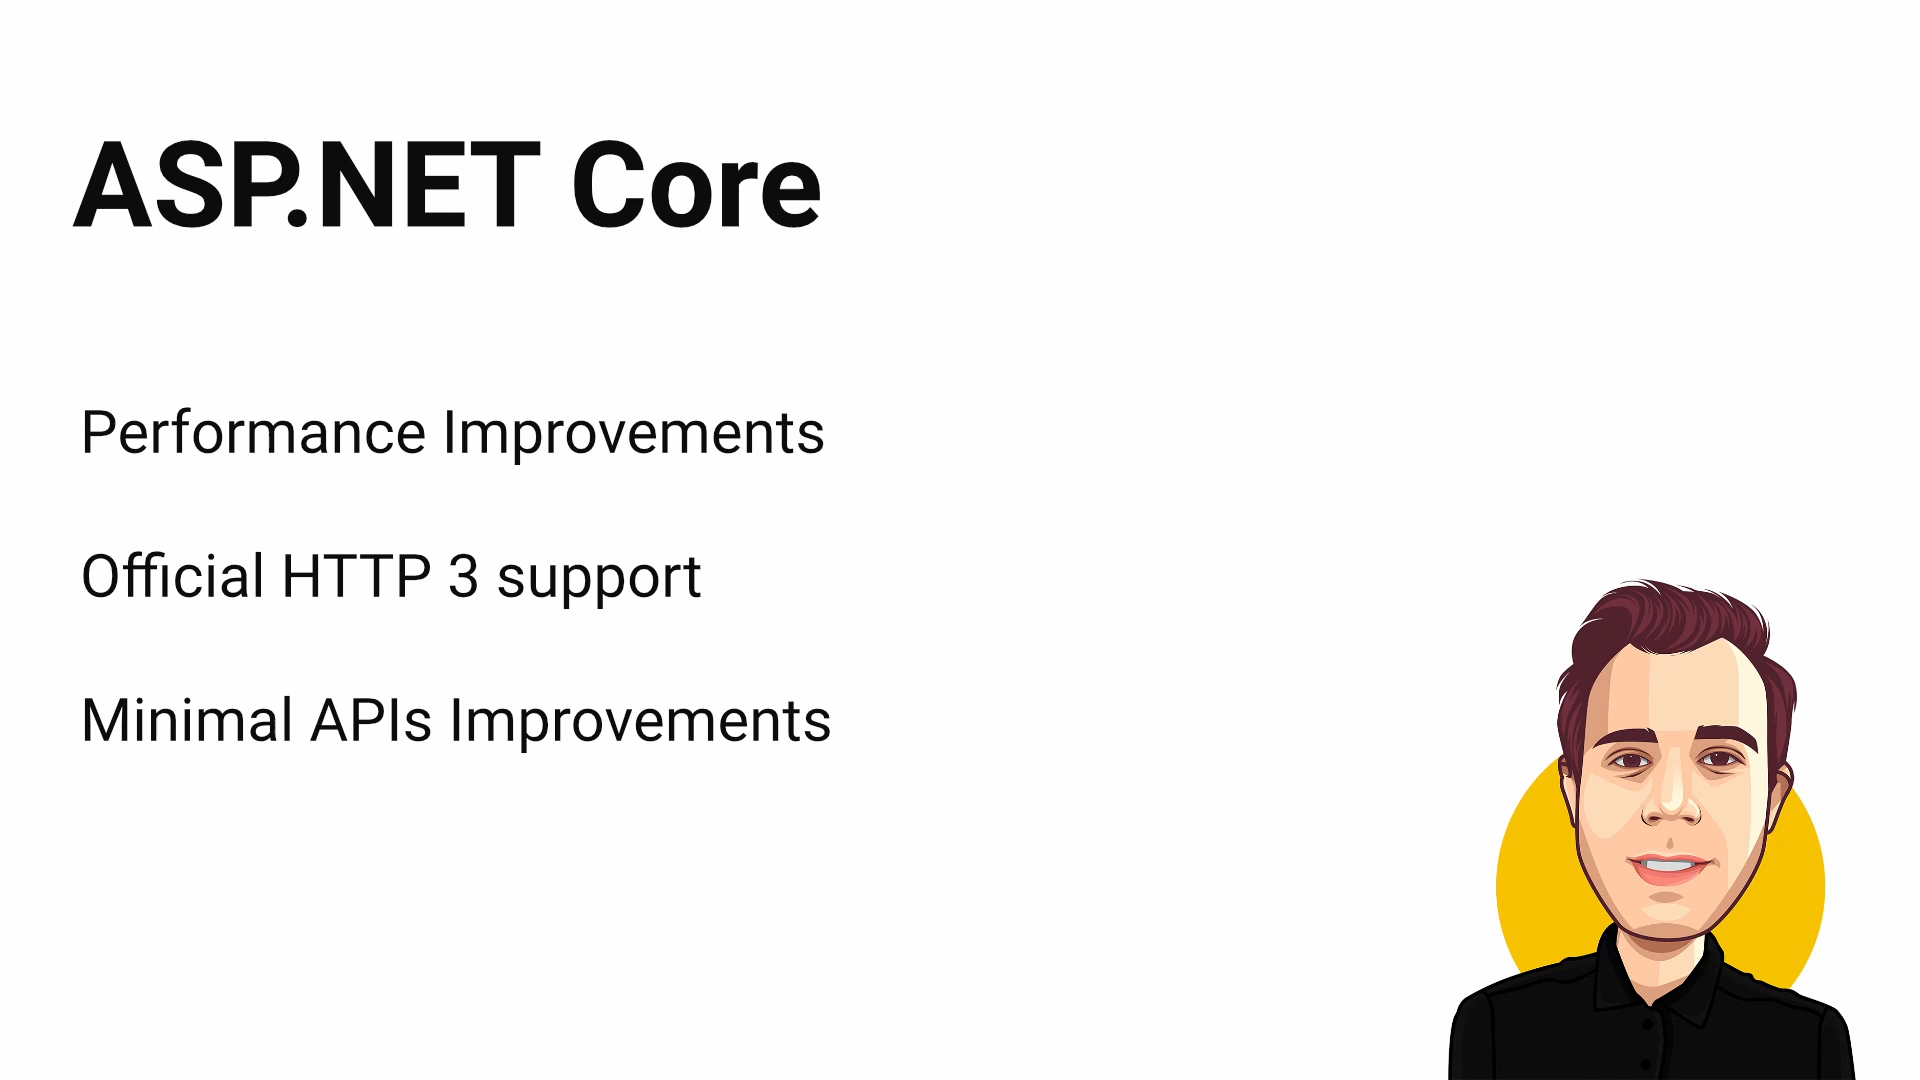 ASP.NET Core
Performance Improvements
Official HTTP 3 support
Minimal APIs Improvements